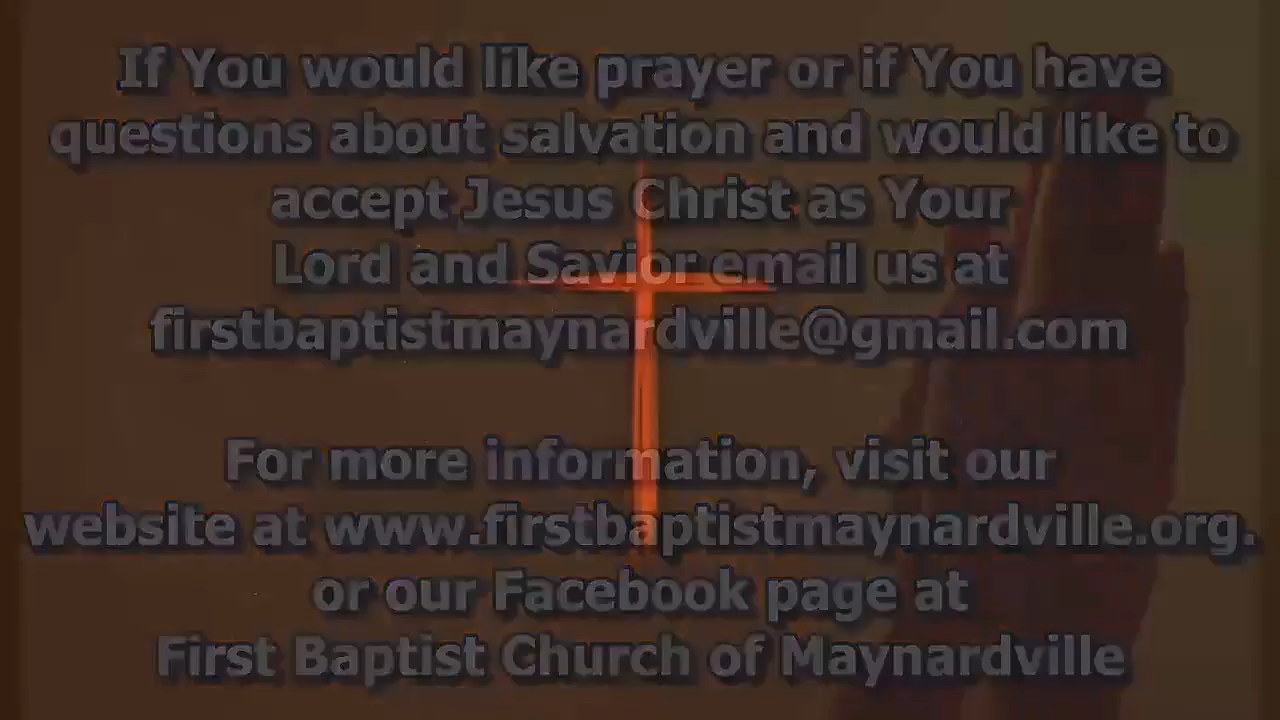 If You would like prayer or if You have
questions about salvation and would like to
accept Jesus Christ as Your
Lord and Savior email us at
firstbaptistmaynardville@gmail.com
For more information, visit our
website at www.firstbaptistmaynardville.org.
or our Facebook page at
First Baptist Church of Maynardville